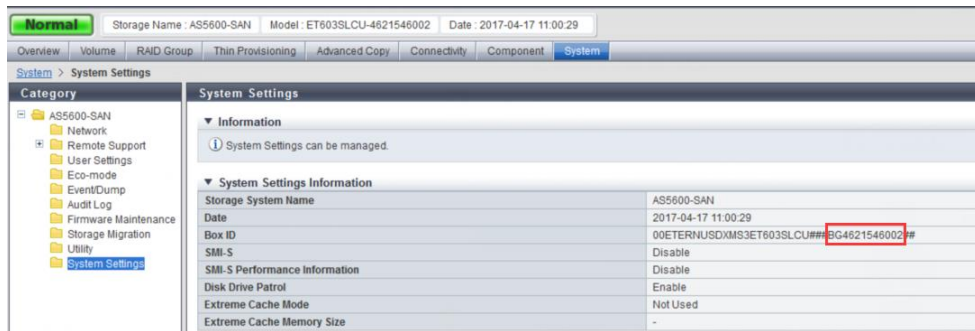 Normal Storage Name : AS5600-SAN Model : ET603SLCU-4621546002 Date : 2017-04-17 11:00:29
Overview Volume RAID Group Thin Provisioning Advanced Copy Connectivity Component System
System > System Settings
Category
AS5600-SAN
Network
Remote Support
User Settings
Eco-mode
Event/Dump
Audit Log
Firmware Maintenance
Storage Migration
Utility
System Settings
System Settings
Information
System Settings can be managed.
System Settings Information
Storage System Name AS5600-SAN
Date 2017-04-17 11:00:29
Box ID 00ETERNUSDXMS3ET603SLCU###BG4621546002##
SMI-S Disable
SMI-S Performance Information Disable
Disk Drive Patrol Enable
Extreme Cache Mode Not Used
Extreme Cache Memory Size -